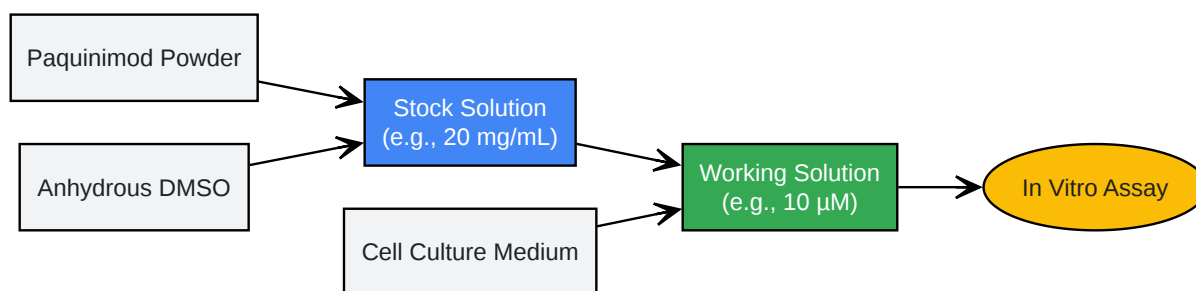 Paquinimod Powder
Anhydrous DMSO
Stock Solution
(e.g., 20 mg/mL)
Cell Culture Medium
Working Solution
(e.g., 10 µM)
In Vitro Assay